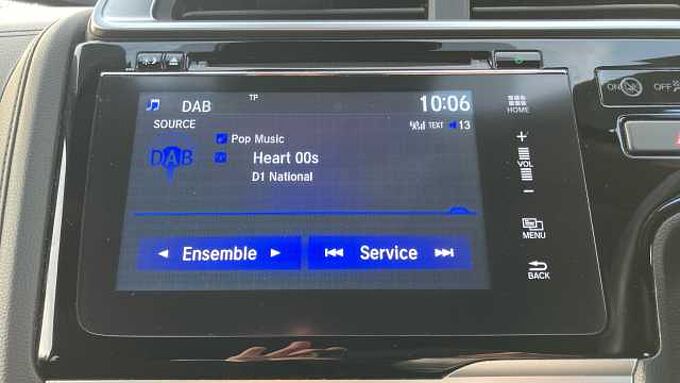 DAB
TP
10:06
SOURCE
TEXT 13
Pop Music
DAB
Heart 00s
D1 National
Ensemble
Service
HOME
+
VOL
−
MENU
BACK
ON
OFF